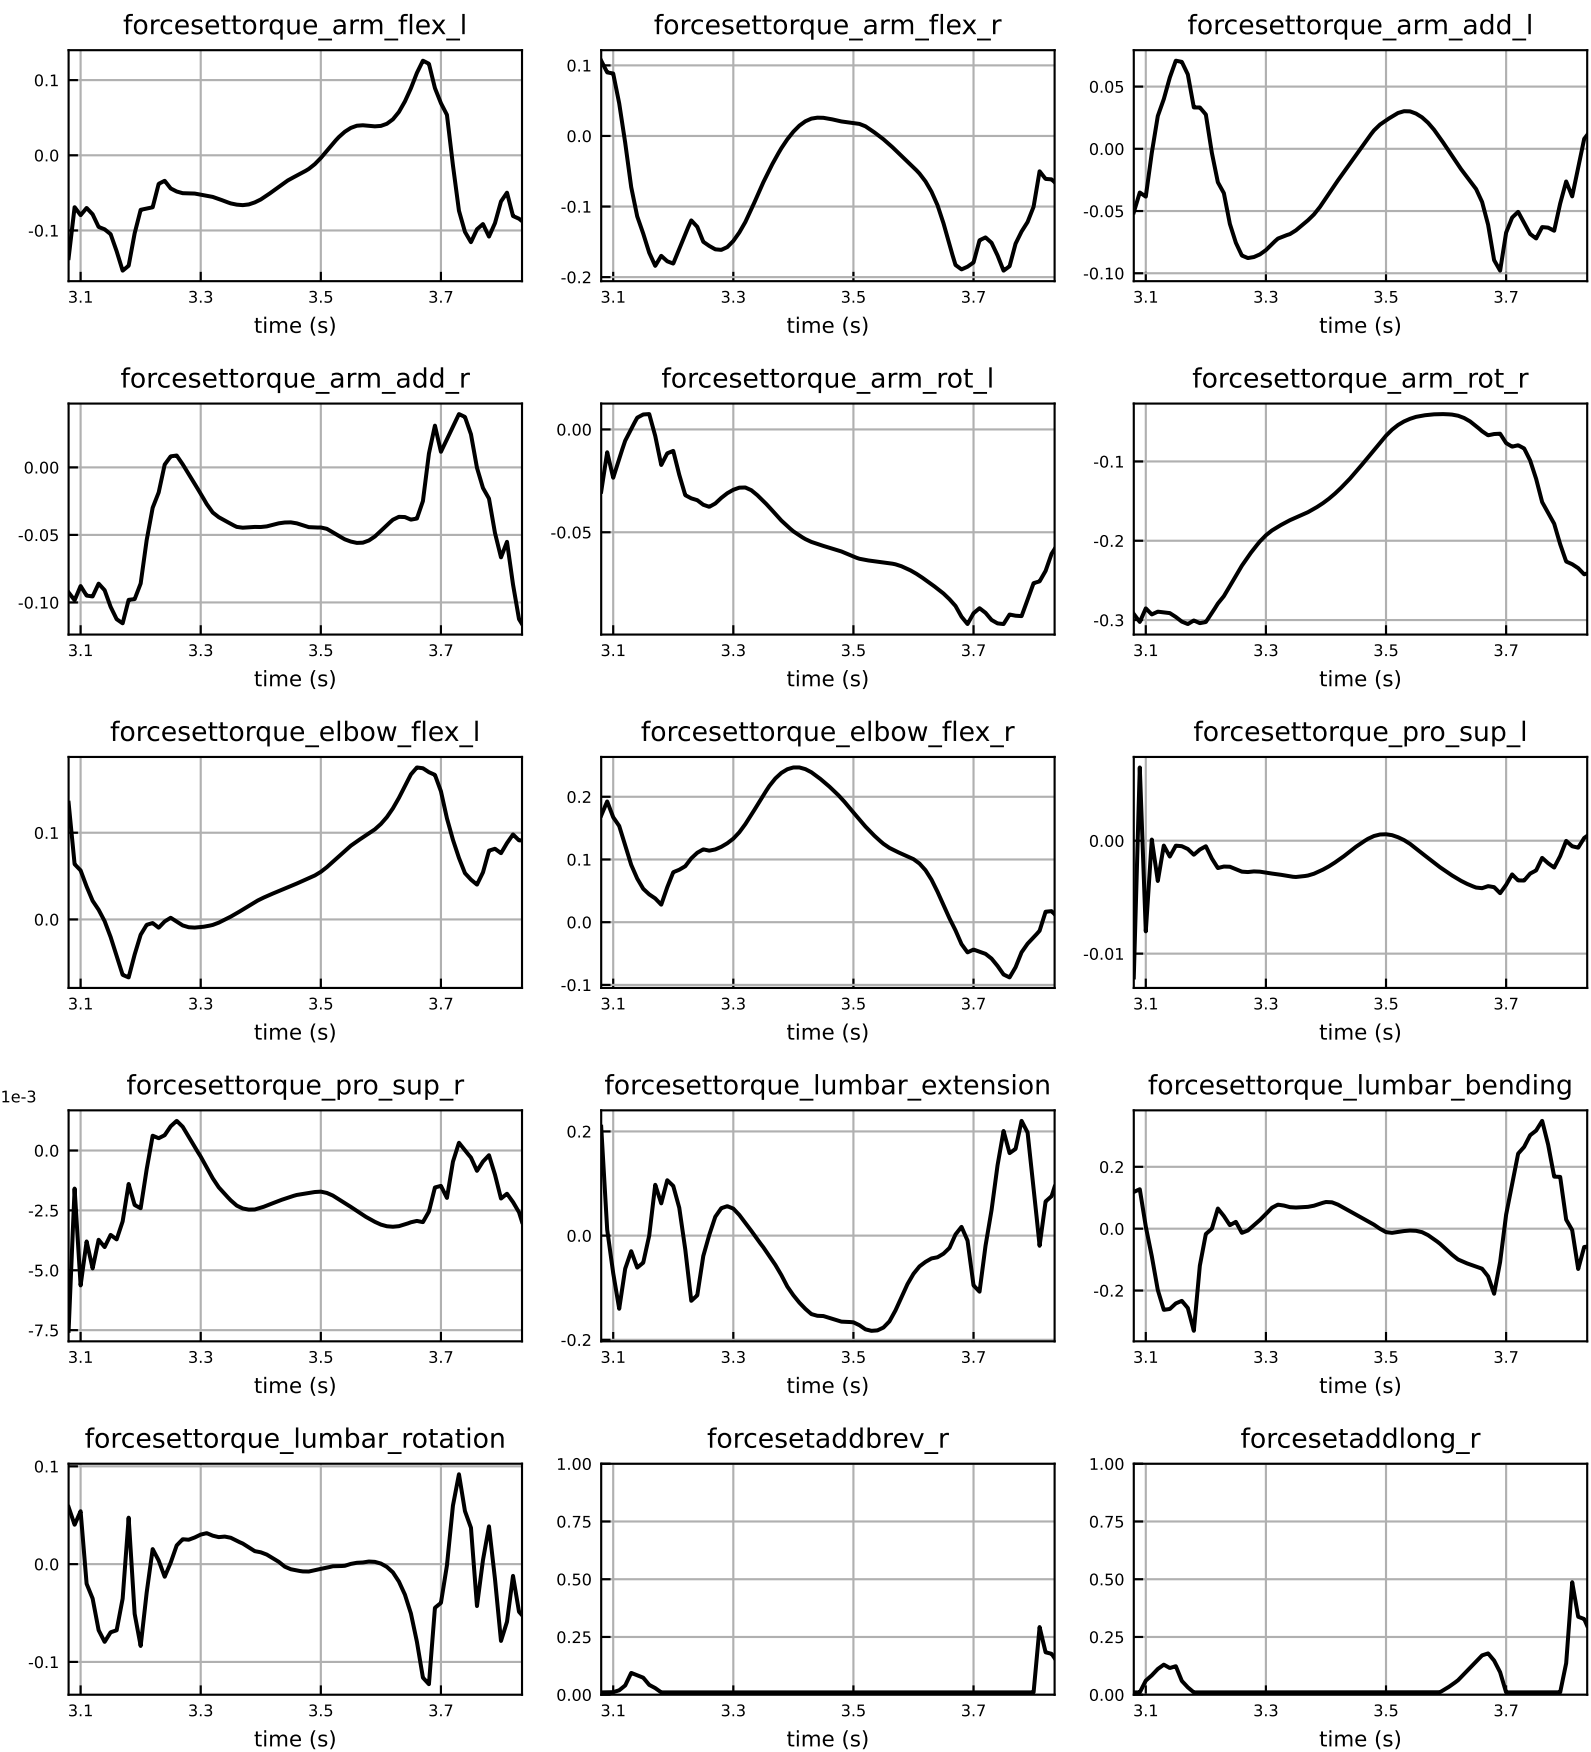 forcesettorque_arm_flex_l
forcesettorque_arm_flex_r
forcesettorque_arm_add_l
0.1
0.0
-0.1
3.1 3.3 3.5 3.7
time (s)
0.1
0.0
-0.1
-0.2
3.1 3.3 3.5 3.7
time (s)
0.05
0.00
-0.05
-0.10
3.1 3.3 3.5 3.7
time (s)
forcesettorque_arm_add_r
forcesettorque_arm_rot_l
forcesettorque_arm_rot_r
0.00
-0.05
-0.10
3.1 3.3 3.5 3.7
time (s)
0.00
-0.05
3.1 3.3 3.5 3.7
time (s)
-0.1
-0.2
-0.3
3.1 3.3 3.5 3.7
time (s)
forcesettorque_elbow_flex_l
forcesettorque_elbow_flex_r
forcesettorque_pro_sup_l
0.1
0.0
3.1 3.3 3.5 3.7
time (s)
0.2
0.1
0.0
-0.1
3.1 3.3 3.5 3.7
time (s)
0.00
-0.01
3.1 3.3 3.5 3.7
time (s)
forcesettorque_pro_sup_r
forcesettorque_lumbar_extension
forcesettorque_lumbar_bending
1e-3
0.0
-2.5
-5.0
-7.5
3.1 3.3 3.5 3.7
time (s)
0.2
0.0
-0.2
3.1 3.3 3.5 3.7
time (s)
0.2
0.0
-0.2
3.1 3.3 3.5 3.7
time (s)
forcesettorque_lumbar_rotation
forcesetaddbrev_r
forcesetaddlong_r
0.1
0.0
-0.1
3.1 3.3 3.5 3.7
time (s)
1.00
0.75
0.50
0.25
0.00
3.1 3.3 3.5 3.7
time (s)
1.00
0.75
0.50
0.25
0.00
3.1 3.3 3.5 3.7
time (s)